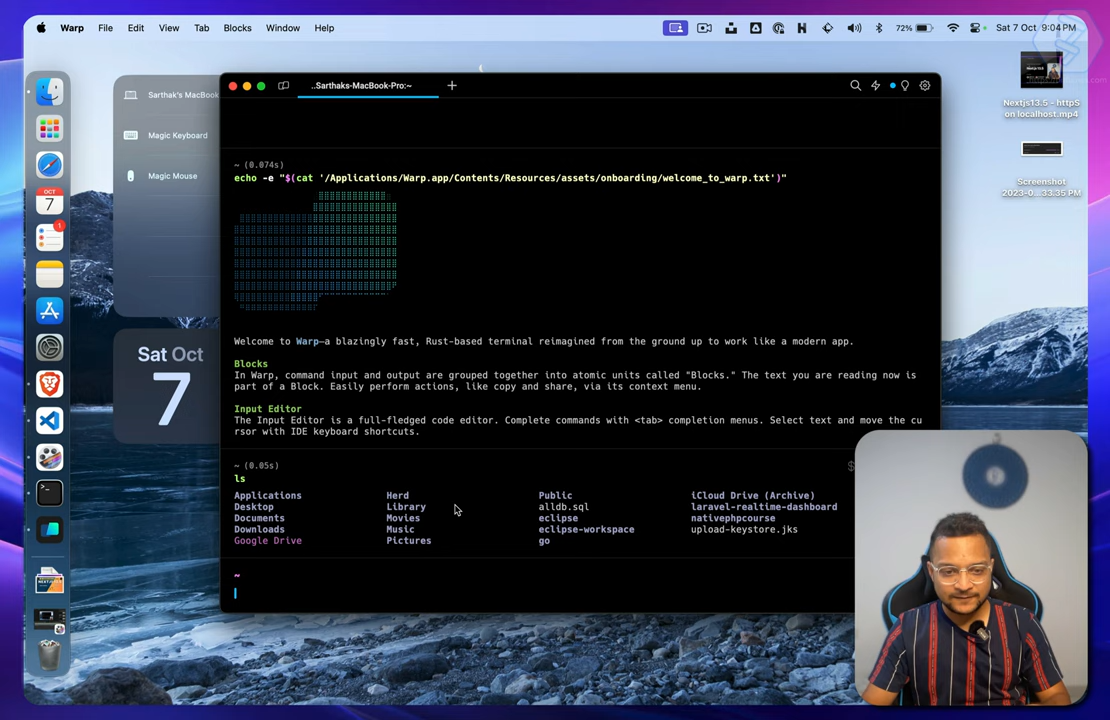 Warp File Edit View Tab Blocks Window Help
72% Sat 7 Oct 9:04 PM
..Sarthaks-MacBook-Pro:~
Sarthak's MacBook
Magic Keyboard
Magic Mouse
OCT
7
1
Sat Oct
7
Nextjs13.5 - httpS
on localhost.mp4
Screenshot
2023-0...33.35 PM
~ (0.074s)
echo -e "$(cat '/Applications/Warp.app/Contents/Resources/assets/onboarding/welcome_to_warp.txt')"
Welcome to Warp—a blazingly fast, Rust-based terminal reimagined from the ground up to work like a modern app.
Blocks
In Warp, command input and output are grouped together into atomic units called "Blocks." The text you are reading now is
part of a Block. Easily perform actions, like copy and share, via its context menu.
Input Editor
The Input Editor is a full-fledged code editor. Complete commands with <tab> completion menus. Select text and move the cu
rsor with IDE keyboard shortcuts.
~ (0.05s)
ls
Applications Herd Public iCloud Drive (Archive)
Desktop Library alldb.sql laravel-realtime-dashboard
Documents Movies eclipse nativephpcourse
Downloads Music eclipse-workspace upload-keystore.jks
Google Drive Pictures go
~